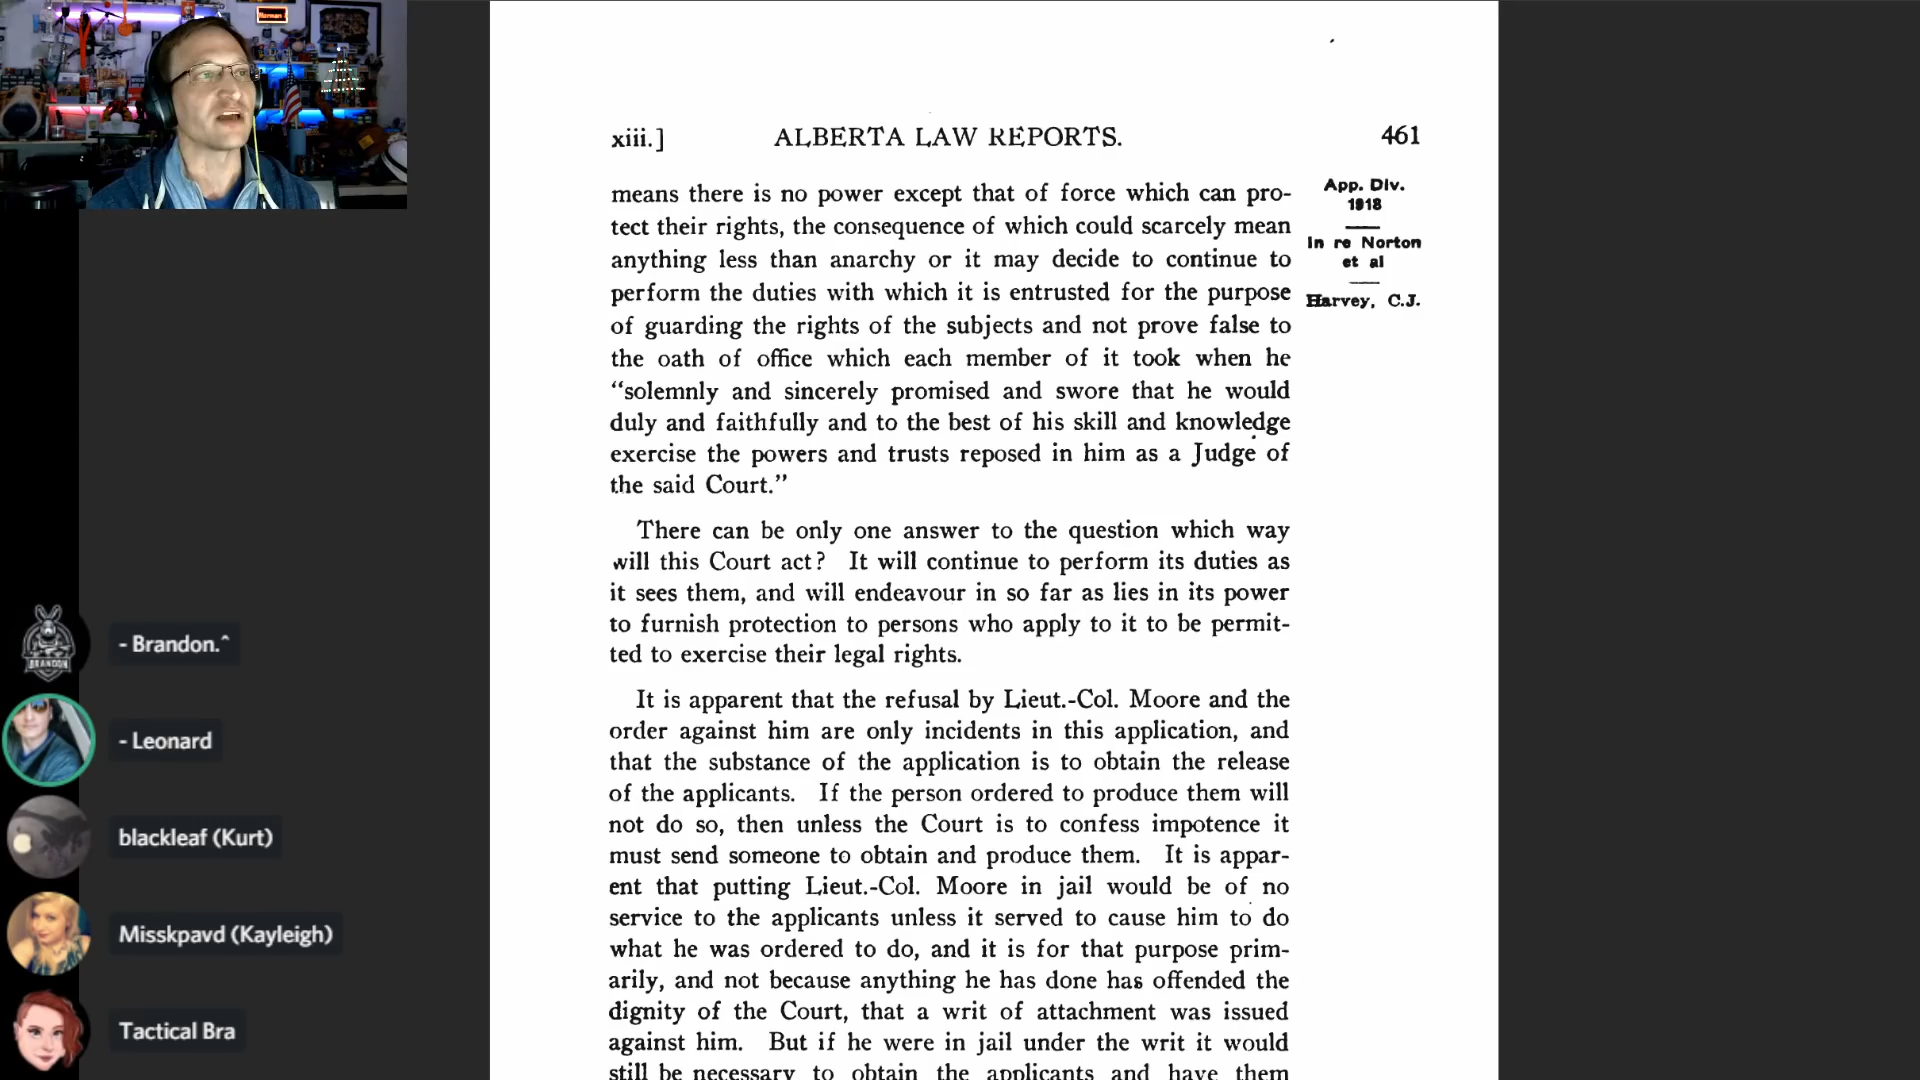 xiii.] ALBERTA LAW REPORTS. 461
means there is no power except that of force which can pro-
tect their rights, the consequence of which could scarcely mean
anything less than anarchy or it may decide to continue to
perform the duties with which it is entrusted for the purpose
of guarding the rights of the subjects and not prove false to
the oath of office which each member of it took when he
“solemnly and sincerely promised and swore that he would
duly and faithfully and to the best of his skill and knowledge
exercise the powers and trusts reposed in him as a Judge of
the said Court.”
There can be only one answer to the question which way
will this Court act? It will continue to perform its duties as
it sees them, and will endeavour in so far as lies in its power
to furnish protection to persons who apply to it to be permit-
ted to exercise their legal rights.
It is apparent that the refusal by Lieut.-Col. Moore and the
order against him are only incidents in this application, and
that the substance of the application is to obtain the release
of the applicants. If the person ordered to produce them will
not do so, then unless the Court is to confess impotence it
must send someone to obtain and produce them. It is appar-
ent that putting Lieut.-Col. Moore in jail would be of no
service to the applicants unless it served to cause him to do
what he was ordered to do, and it is for that purpose prim-
arily, and not because anything he has done has offended the
dignity of the Court, that a writ of attachment was issued
against him. But if he were in jail under the writ it would
still be necessary to obtain the applicants and have them
App. Div.
1918
In re Norton
et al
Harvey, C.J.
BRANDON
- Brandon.^
- Leonard
blackleaf (Kurt)
Misskpavd (Kayleigh)
Tactical Bra